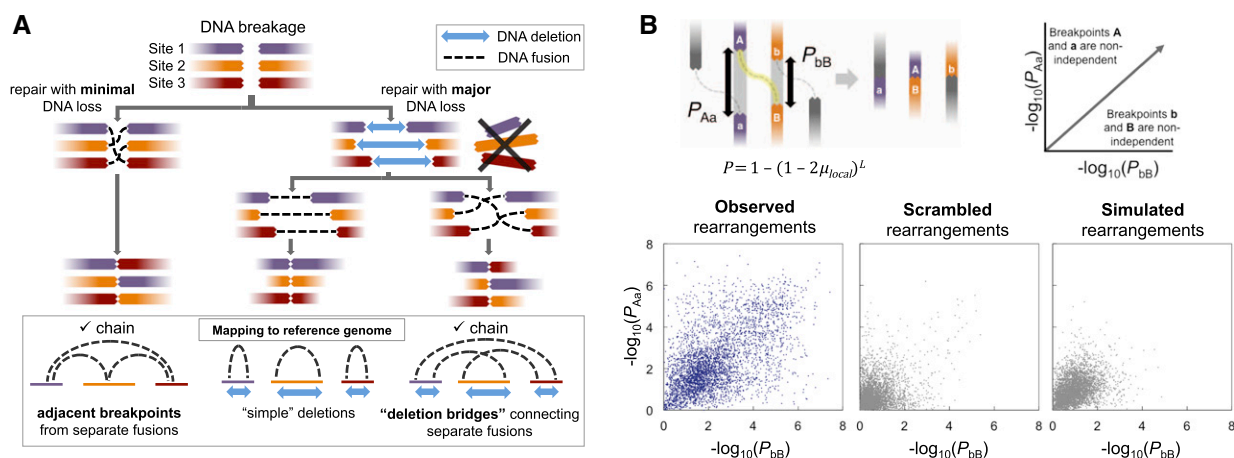 A
DNA breakage
Site 1
Site 2
Site 3
DNA deletion
DNA fusion
repair with minimal
DNA loss
repair with major
DNA loss
✓ chain
Mapping to reference genome
✓ chain
adjacent breakpoints
from separate fusions
"simple" deletions
"deletion bridges" connecting
separate fusions
B
A
b
P_Aa
P_bB
a
B
A
b
a
B
P = 1 − (1 − 2μ_local)^L
-log10(P_Aa)
Breakpoints A
and a are non-
independent
Breakpoints b
and B are non-
independent
-log10(P_bB)
Observed
rearrangements
Scrambled
rearrangements
Simulated
rearrangements
-log10(P_Aa)
8
6
4
2
0
0 2 4 6 8
0 2 4 6 8
0 2 4 6 8
-log10(P_bB)
-log10(P_bB)
-log10(P_bB)